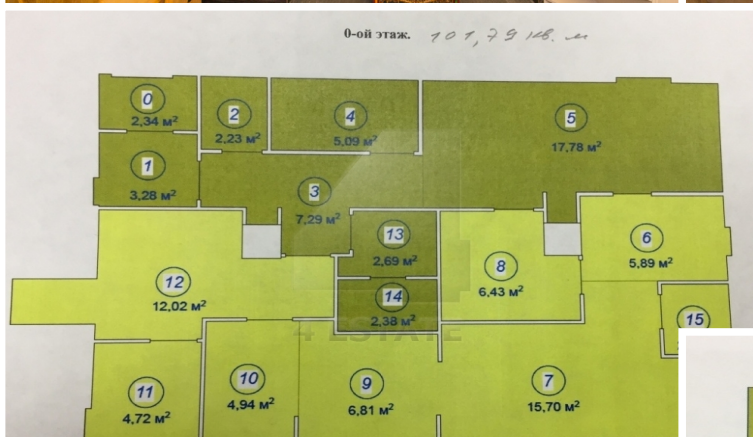 0-ой этаж. 101,79 кв. м
0
2,34 м²
2
2,23 м²
4
5,09 м²
5
17,78 м²
1
3,28 м²
3
7,29 м²
13
2,69 м²
6
5,89 м²
8
6,43 м²
12
12,02 м²
14
2,38 м²
15
4 ESTATE
11
4,72 м²
10
4,94 м²
9
6,81 м²
7
15,70 м²